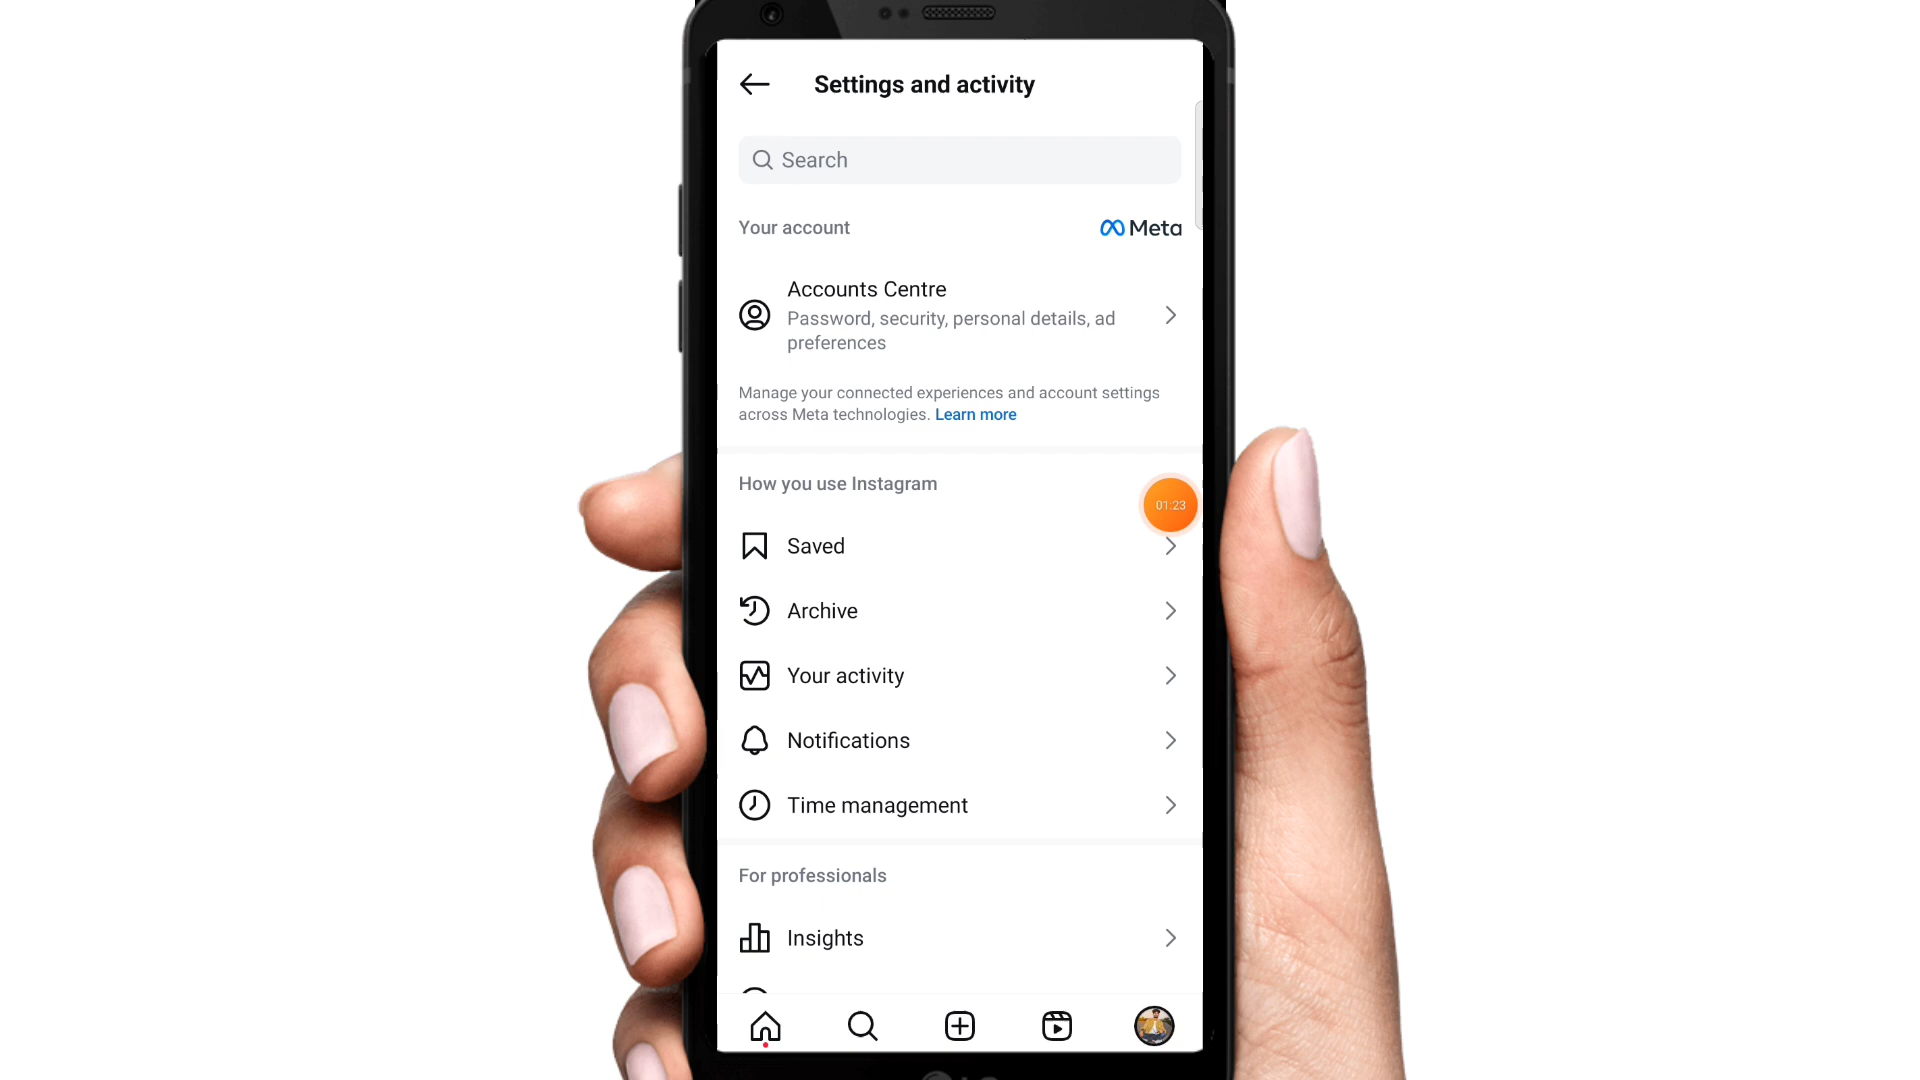 Settings and activity
Search
Your account
Meta
Accounts Centre
Password, security, personal details, ad
preferences
Manage your connected experiences and account settings
across Meta technologies. Learn more
How you use Instagram
01:23
Saved
Archive
Your activity
Notifications
Time management
For professionals
Insights